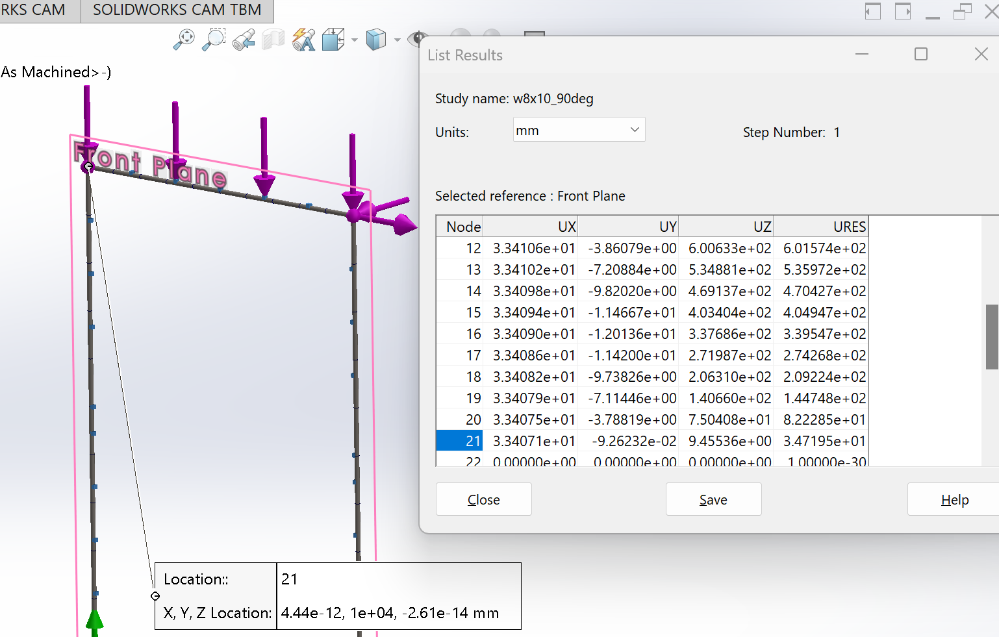 RKS CAM SOLIDWORKS CAM TBM
As Machined>-)
Front Plane
List Results
Study name: w8x10_90deg
Units: mm Step Number: 1
Selected reference : Front Plane
Node UX UY UZ URES
12 3.34106e+01 -3.86079e+00 6.00633e+02 6.01574e+02
13 3.34102e+01 -7.20884e+00 5.34881e+02 5.35972e+02
14 3.34098e+01 -9.82020e+00 4.69137e+02 4.70427e+02
15 3.34094e+01 -1.14667e+01 4.03404e+02 4.04947e+02
16 3.34090e+01 -1.20136e+01 3.37686e+02 3.39547e+02
17 3.34086e+01 -1.14200e+01 2.71987e+02 2.74268e+02
18 3.34082e+01 -9.73826e+00 2.06310e+02 2.09224e+02
19 3.34079e+01 -7.11446e+00 1.40660e+02 1.44748e+02
20 3.34075e+01 -3.78819e+00 7.50408e+01 8.22285e+01
21 3.34071e+01 -9.26232e-02 9.45536e+00 3.47195e+01
22 0.00000e+00 0.00000e+00 0.00000e+00 1.00000e-30
Close Save Help
Location:: 21
X, Y, Z Location: 4.44e-12, 1e+04, -2.61e-14 mm